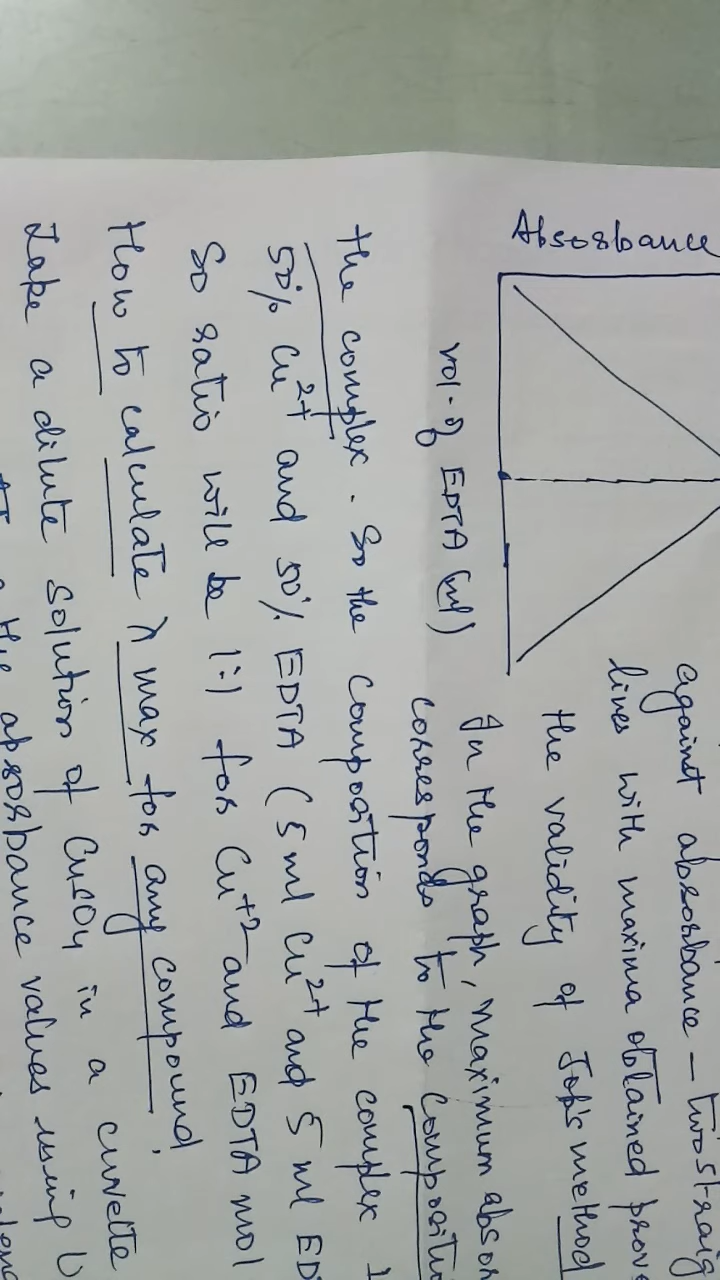 against absorbance - two straig
lines with maxima obtained prov
the validity of Job's method
Absorbance
vol. of EDTA (ml)
In the graph, maximum absor
corresponds to the compositio
the complex. So the composition of the complex
50% Cu2+ and 50% EDTA (5 ml Cu2+ and 5 ml ED
So ratio will be 1:1 for Cu+2 and EDTA mol
How to calculate λ max for any compound
Take a dilute solution of CuSO4 in a cuvette
the absorbance values using U